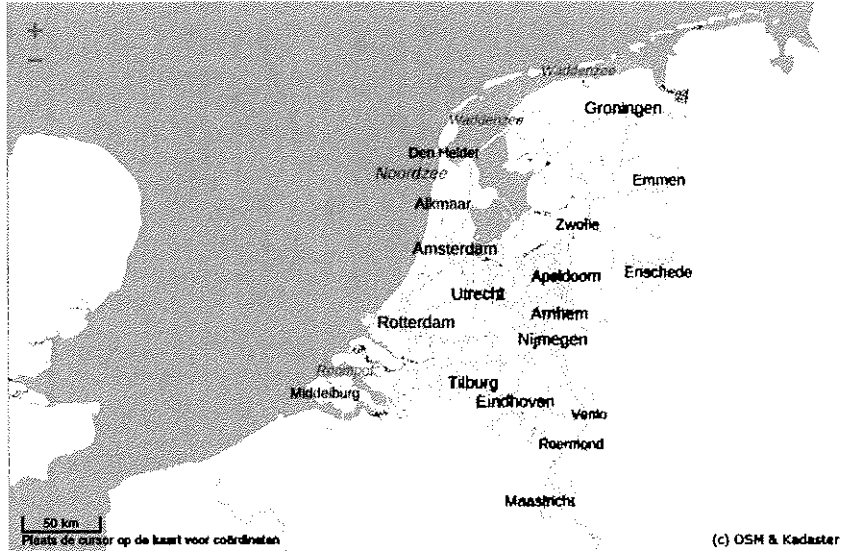 +
−
Waddenzee
Groningen
Waddenzee
Den Helder
Noordzee
Emmen
Alkmaar
Zwolle
Amsterdam
Apeldoorn
Enschede
Utrecht
Arnhem
Rotterdam
Nijmegen
Roompot
Tilburg
Middelburg
Eindhoven
Venlo
Roermond
Maastricht
50 km
Plaats de cursor op de kaart voor coördinaten
(c) OSM & Kadaster